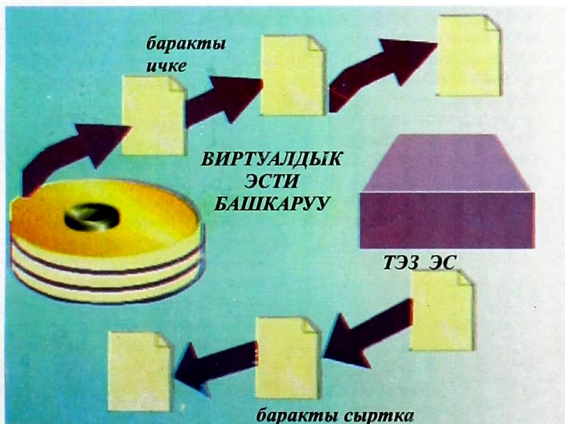 баракты
ичке
ВИРТУАЛДЫК
ЭСТИ
БАШКАРУУ
ТЭЗ ЭС
баракты сыртка